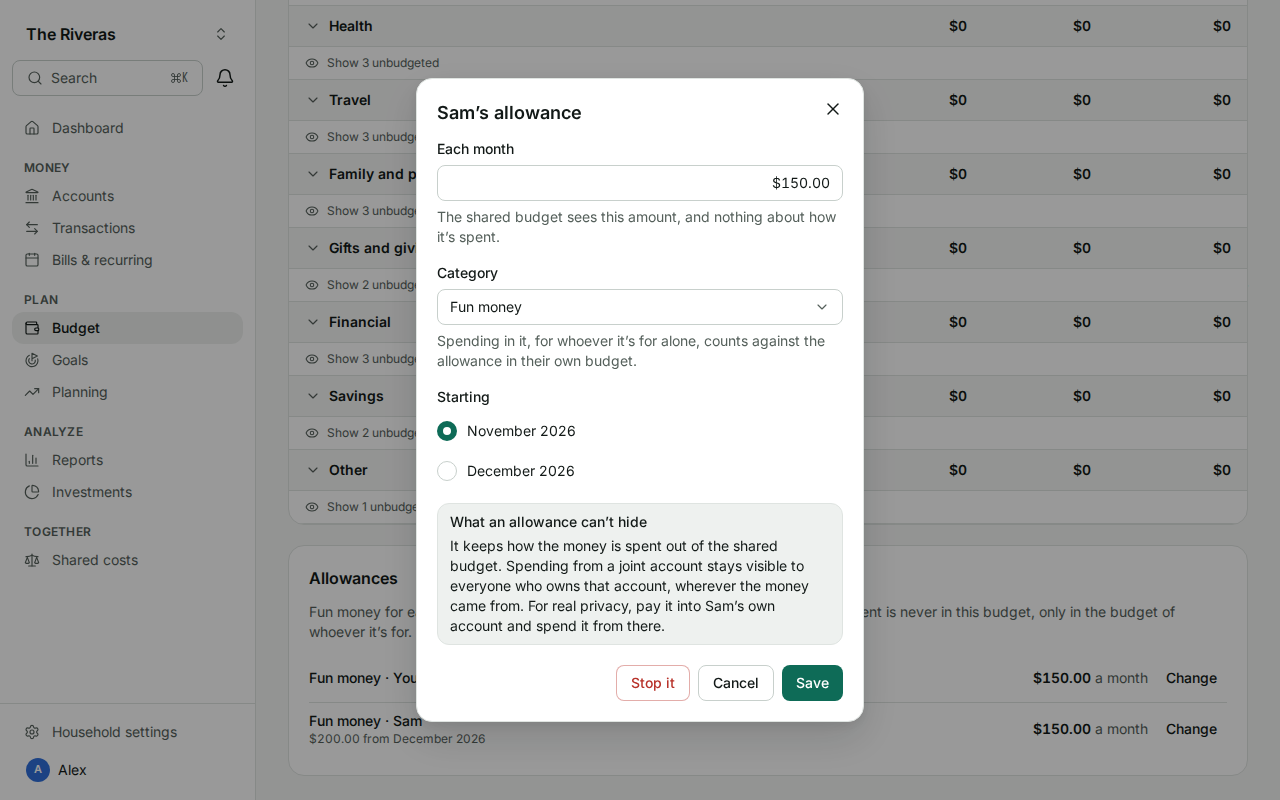 The Riveras
Search
⌘K
Dashboard
MONEY
Accounts
Transactions
Bills & recurring
PLAN
Budget
Goals
Planning
ANALYZE
Reports
Investments
TOGETHER
Shared costs
Household settings
A
Alex
Health $0 $0 $0
Show 3 unbudgeted
Travel $0 $0 $0
Show 3 unbudge
Family and p $0 $0 $0
Show 3 unbudge
Gifts and givi $0 $0 $0
Show 2 unbudge
Financial $0 $0 $0
Show 3 unbudge
Savings $0 $0 $0
Show 2 unbudge
Other $0 $0 $0
Show 1 unbudge
Allowances
Fun money for e ent is never in this budget, only in the budget of
whoever it’s for.
Fun money · You $150.00 a month Change
Fun money · Sam
$200.00 from December 2026
$150.00 a month Change
Sam’s allowance
Each month
$150.00
The shared budget sees this amount, and nothing about how
it’s spent.
Category
Fun money
Spending in it, for whoever it’s for alone, counts against the
allowance in their own budget.
Starting
November 2026
December 2026
What an allowance can’t hide
It keeps how the money is spent out of the shared
budget. Spending from a joint account stays visible to
everyone who owns that account, wherever the money
came from. For real privacy, pay it into Sam’s own
account and spend it from there.
Stop it
Cancel
Save